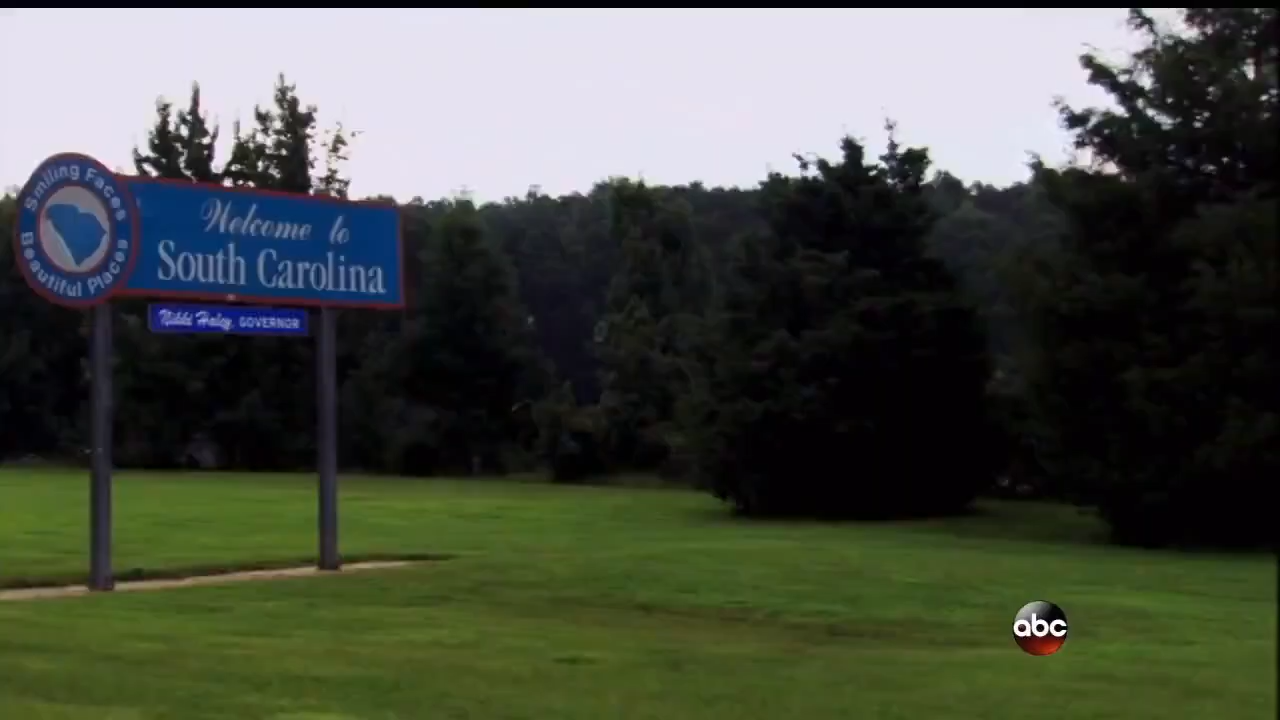 Smiling Faces
Beautiful Places
Welcome to
South Carolina
Nikki Haley, GOVERNOR
abc